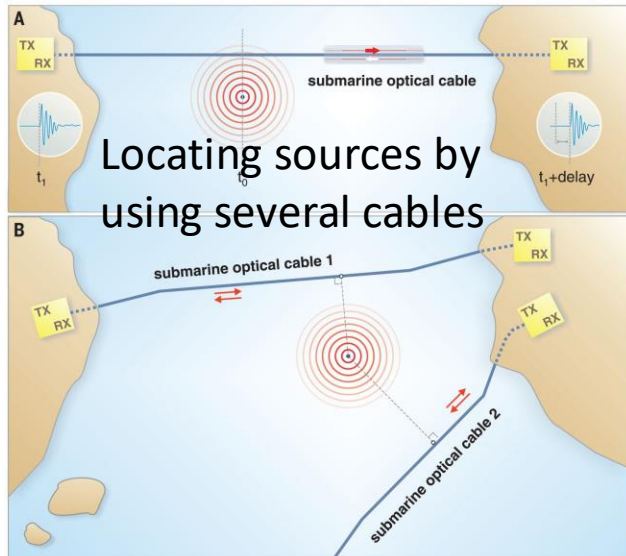 A
TX
RX
TX
RX
submarine optical cable
t1
t0
t1+delay
Locating sources by
using several cables
B
submarine optical cable 1
TX
RX
TX
RX
TX
RX
submarine optical cable 2